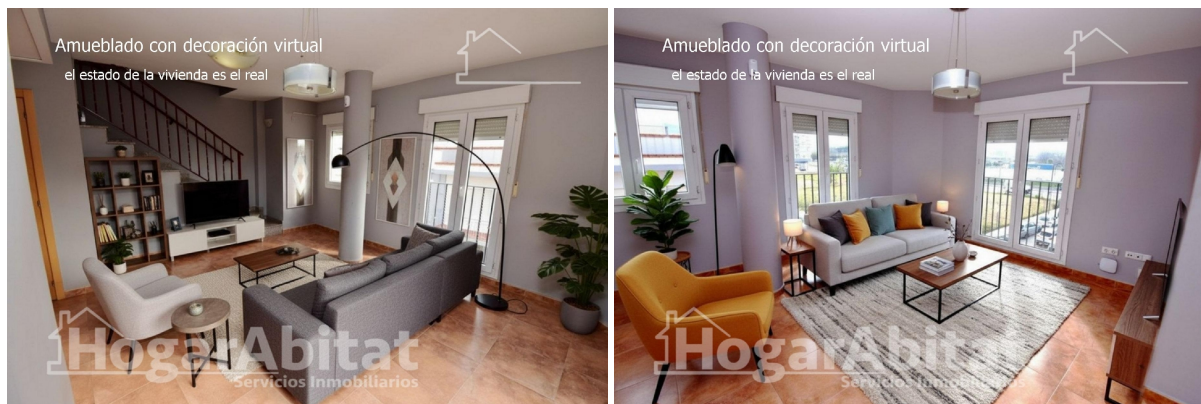 Amueblado con decoración virtual
el estado de la vivienda es el real
HogarAbitat
Servicios Inmobiliarios
Amueblado con decoración virtual
el estado de la vivienda es el real
HogarAbitat
Servicios Inmobiliarios